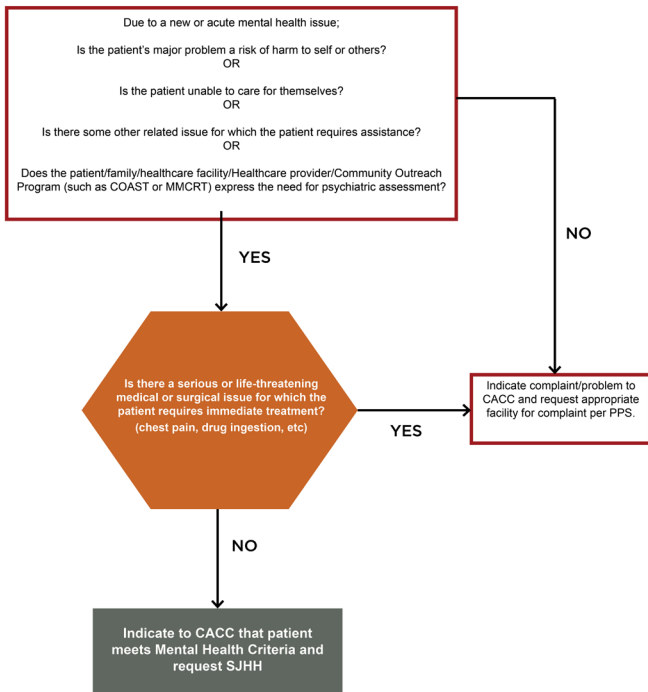 Due to a new or acute mental health issue;
Is the patient's major problem a risk of harm to self or others?
OR
Is the patient unable to care for themselves?
OR
Is there some other related issue for which the patient requires assistance?
OR
Does the patient/family/healthcare facility/Healthcare provider/Community Outreach
Program (such as COAST or MMCRT) express the need for psychiatric assessment?
NO
YES
Is there a serious or life-threatening
medical or surgical issue for which the
patient requires immediate treatment?
(chest pain, drug ingestion, etc)
YES
Indicate complaint/problem to
CACC and request appropriate
facility for complaint per PPS.
NO
Indicate to CACC that patient
meets Mental Health Criteria and
request SJHH